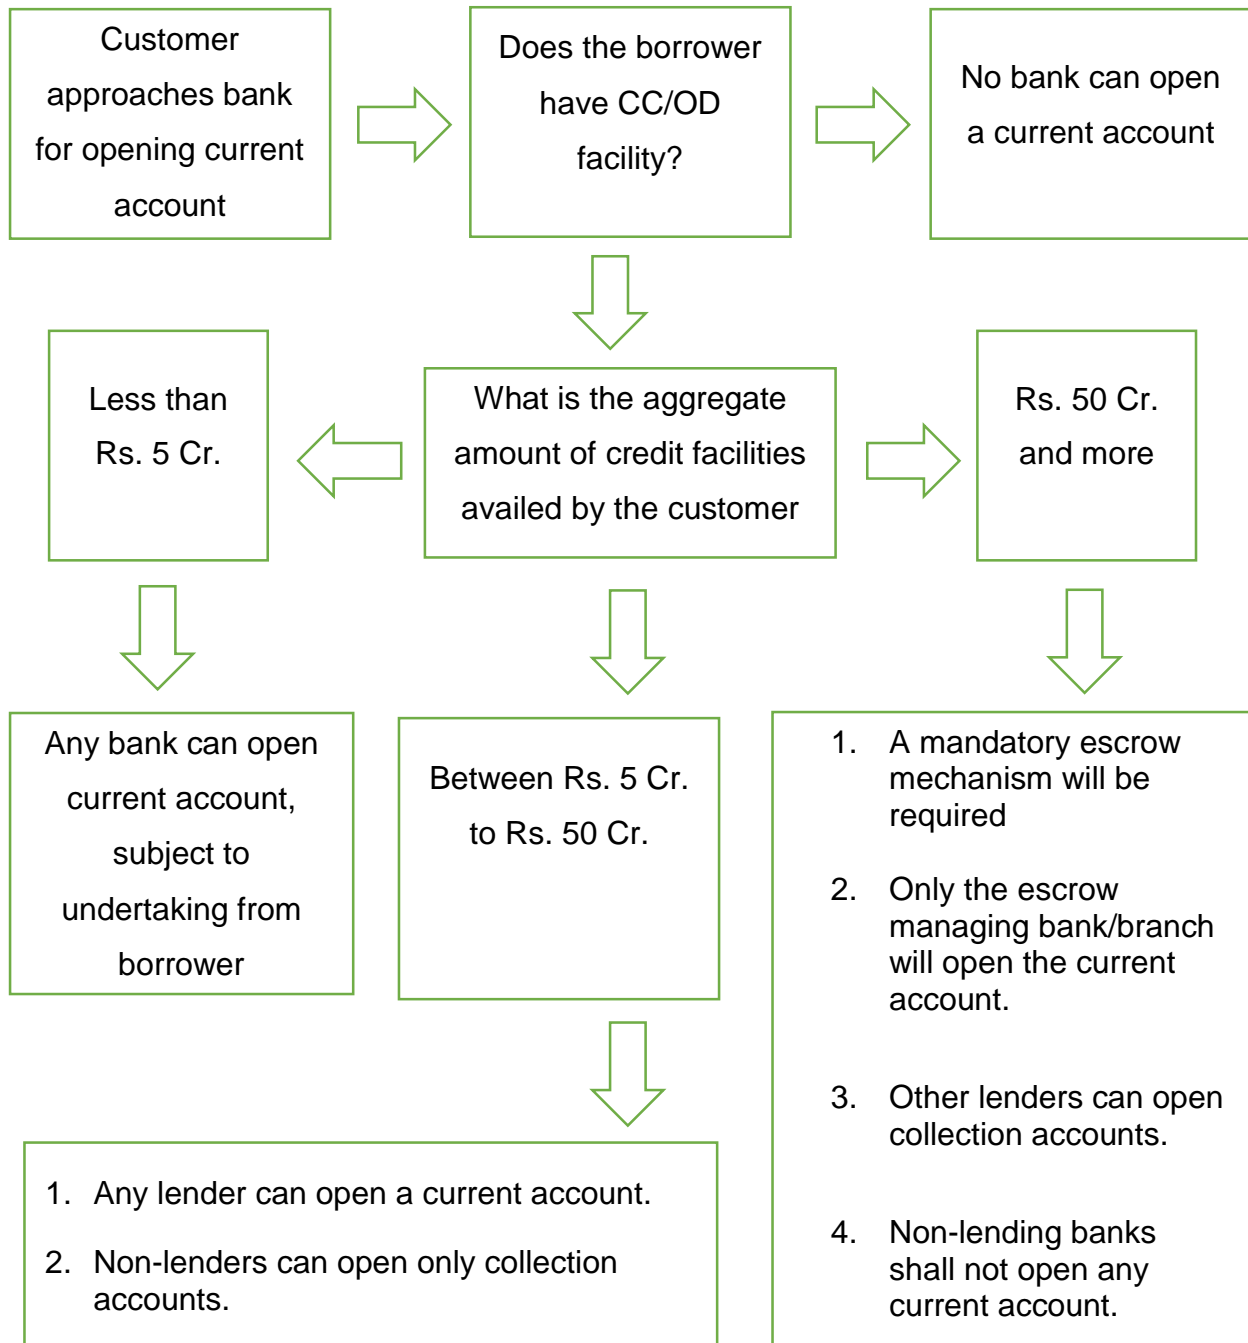 Customer
approaches bank
for opening current
account
Does the borrower
have CC/OD
facility?
No bank can open
a current account
Less than
Rs. 5 Cr.
What is the aggregate
amount of credit facilities
availed by the customer
Rs. 50 Cr.
and more
Any bank can open
current account,
subject to
undertaking from
borrower
Between Rs. 5 Cr.
to Rs. 50 Cr.
1. A mandatory escrow
mechanism will be
required
2. Only the escrow
managing bank/branch
will open the current
account.
3. Other lenders can open
collection accounts.
4. Non-lending banks
shall not open any
current account.
1. Any lender can open a current account.
2. Non-lenders can open only collection
accounts.